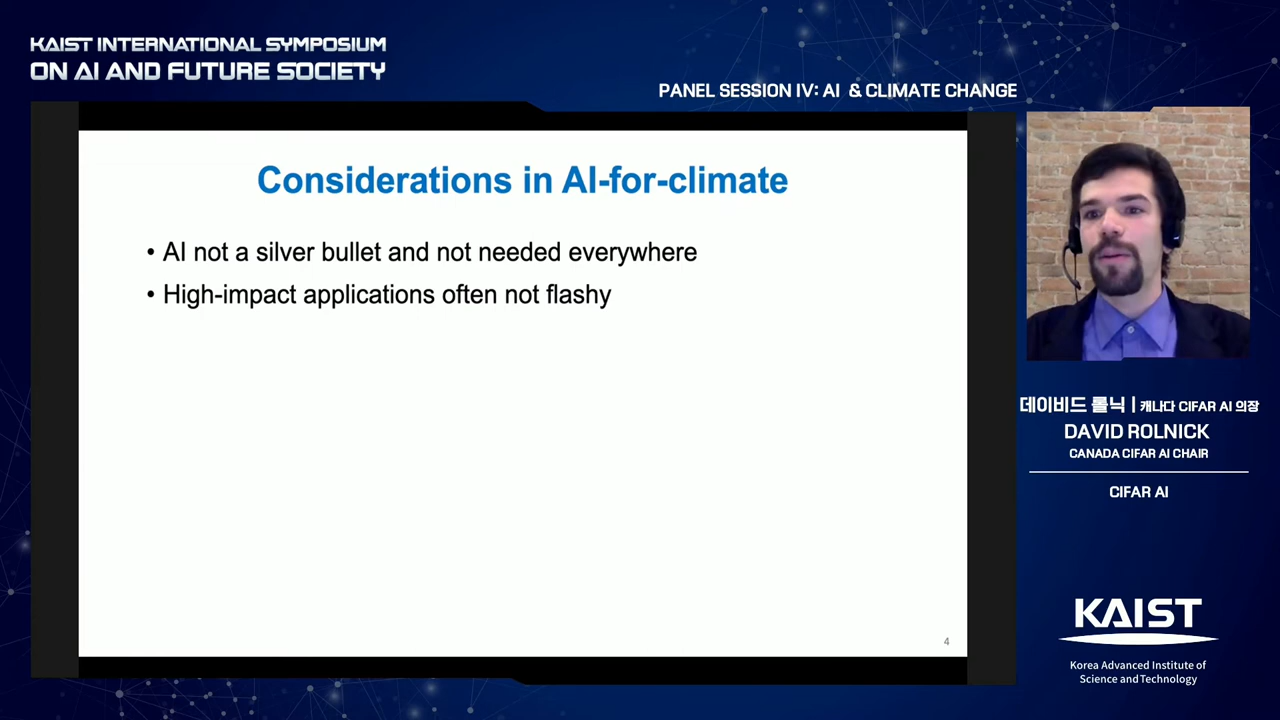 KAIST INTERNATIONAL SYMPOSIUM
ON AI AND FUTURE SOCIETY
PANEL SESSION IV: AI & CLIMATE CHANGE
Considerations in AI-for-climate
• AI not a silver bullet and not needed everywhere
• High-impact applications often not flashy
4
데이비드 롤닉 | 캐나다 CIFAR AI 의장
DAVID ROLNICK
CANADA CIFAR AI CHAIR
CIFAR AI
KAIST
Korea Advanced Institute of
Science and Technology